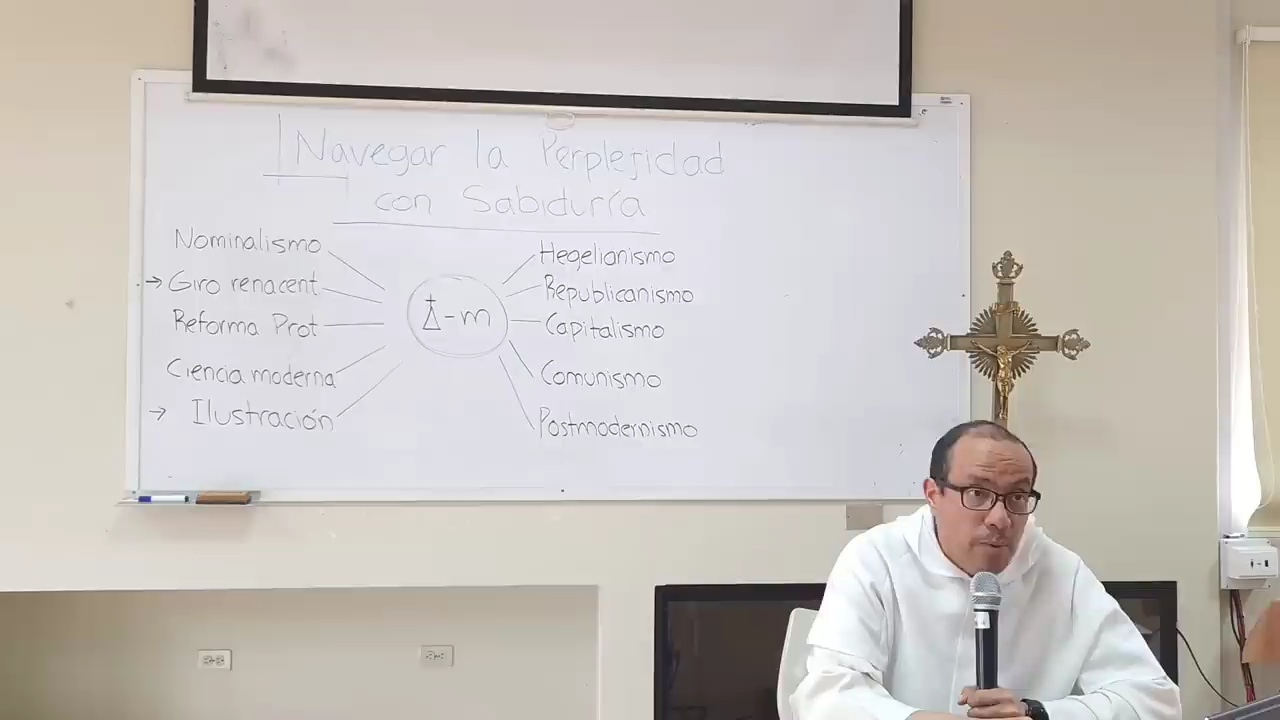 Navegar la Perplejidad
con Sabiduría
Nominalismo
→ Giro renacent
Reforma Prot
Ciencia moderna
→ Ilustración
Δ-m
Hegelianismo
Republicanismo
Capitalismo
Comunismo
Postmodernismo